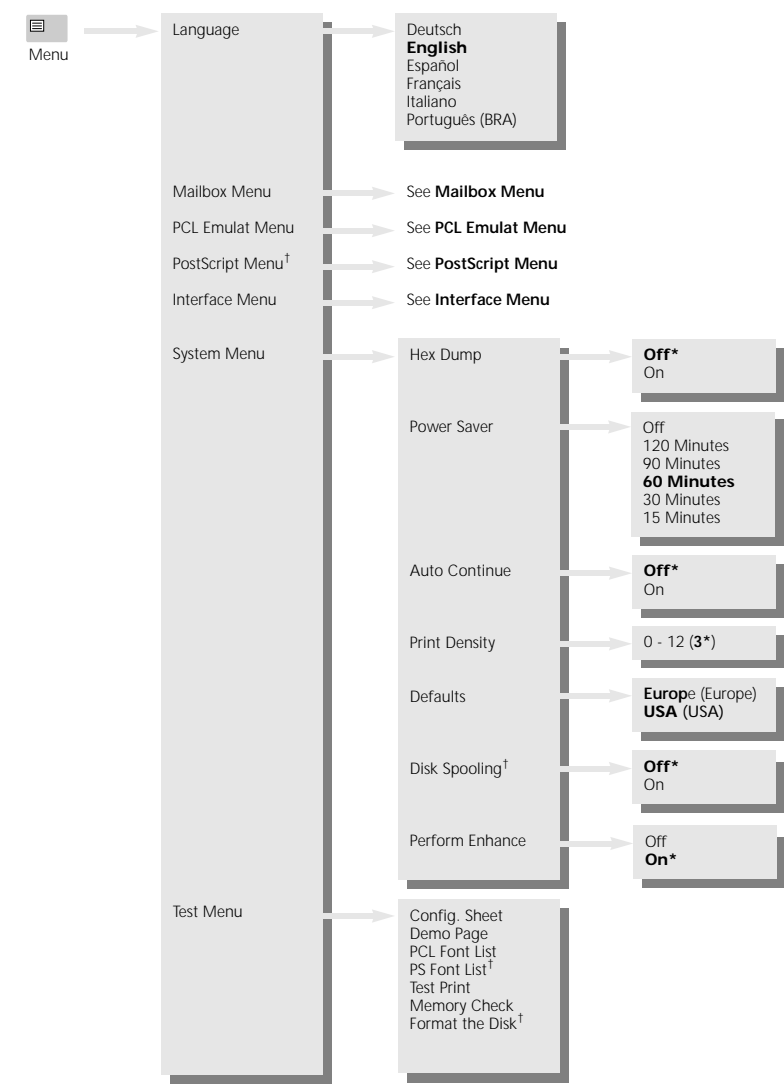 Menu
Language
Deutsch
English
Español
Français
Italiano
Português (BRA)
Mailbox Menu
See Mailbox Menu
PCL Emulat Menu
See PCL Emulat Menu
PostScript Menu†
See PostScript Menu
Interface Menu
See Interface Menu
System Menu
Hex Dump
Off*
On
Power Saver
Off
120 Minutes
90 Minutes
60 Minutes
30 Minutes
15 Minutes
Auto Continue
Off*
On
Print Density
0 - 12 (3*)
Defaults
Europe (Europe)
USA (USA)
Disk Spooling†
Off*
On
Perform Enhance
Off
On*
Test Menu
Config. Sheet
Demo Page
PCL Font List
PS Font List†
Test Print
Memory Check
Format the Disk†